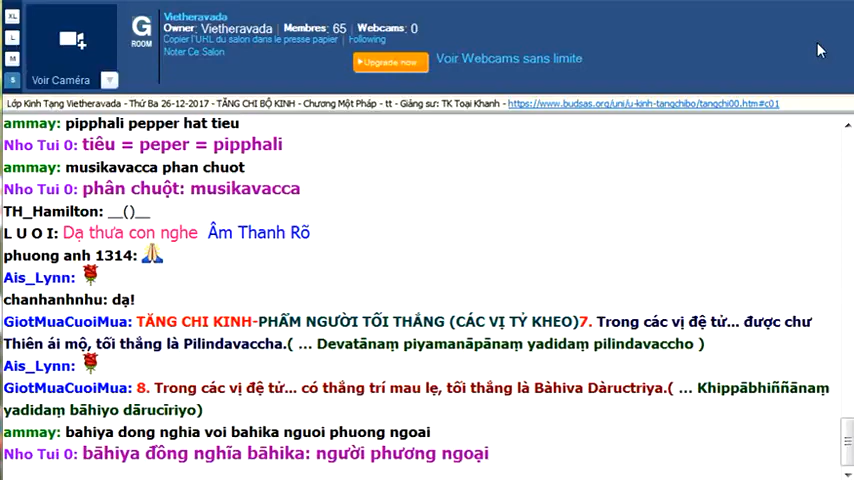 XL
L
M
S
Voir Caméra
G
ROOM
Vietheravada
Owner: Vietheravada Membres: 65 Webcams: 0
Copier l'URL du salon dans le presse papier | Following
Noter Ce Salon
Upgrade now Voir Webcams sans limite
Lớp Kinh Tạng Vietheravada - Thứ Ba 26-12-2017 - TĂNG CHI BỘ KINH - Chương Một Pháp - tt - Giảng sư: TK Toại Khanh - https://www.budsas.org/uni/u-kinh-tangchibo/tangchi00.htm#c01
ammay: pipphali pepper hat tieu
Nho Tui 0: tiêu = peper = pipphali
ammay: musikavacca phan chuot
Nho Tui 0: phân chuột: musikavacca
TH_Hamilton: __()__
L U O I: Dạ thưa con nghe Âm Thanh Rõ
phuong anh 1314: 🙏
Ais_Lynn: 🌹
chanhanhnhu: dạ!
GiotMuaCuoiMua: TĂNG CHI KINH-PHẨM NGƯỜI TỐI THẮNG (CÁC VỊ TỶ KHEO)7. Trong các vị đệ tử... được chư
Thiên ái mộ, tối thắng là Pilindavaccha.( ... Devatānaṃ piyamanāpānaṃ yadidaṃ pilindavaccho )
Ais_Lynn: 🌹
GiotMuaCuoiMua: 8. Trong các vị đệ tử... có thắng trí mau lẹ, tối thắng là Bàhiva Dàructriya.( ... Khippābhiññānaṃ
yadidaṃ bāhiyo dārucīriyo)
ammay: bahiya dong nghia voi bahika nguoi phuong ngoai
Nho Tui 0: bāhiya đồng nghĩa bāhika: người phương ngoại